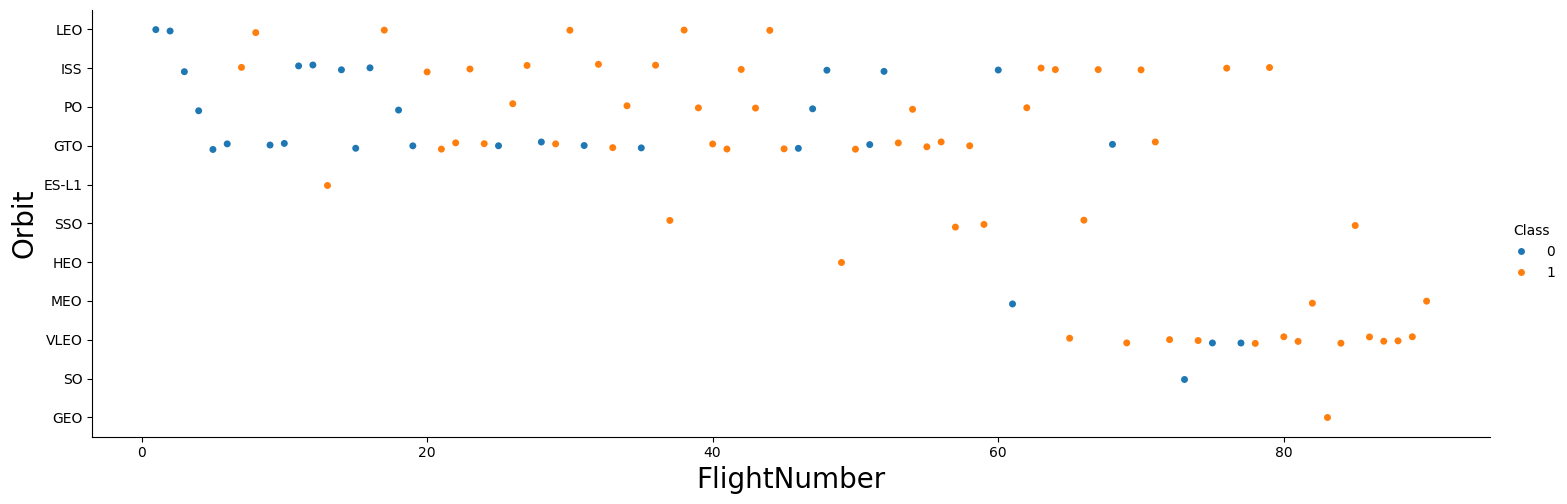 LEO
ISS
PO
GTO
ES-L1
SSO
HEO
MEO
VLEO
SO
GEO
Orbit
0 20 40 60 80
FlightNumber
Class
0
1